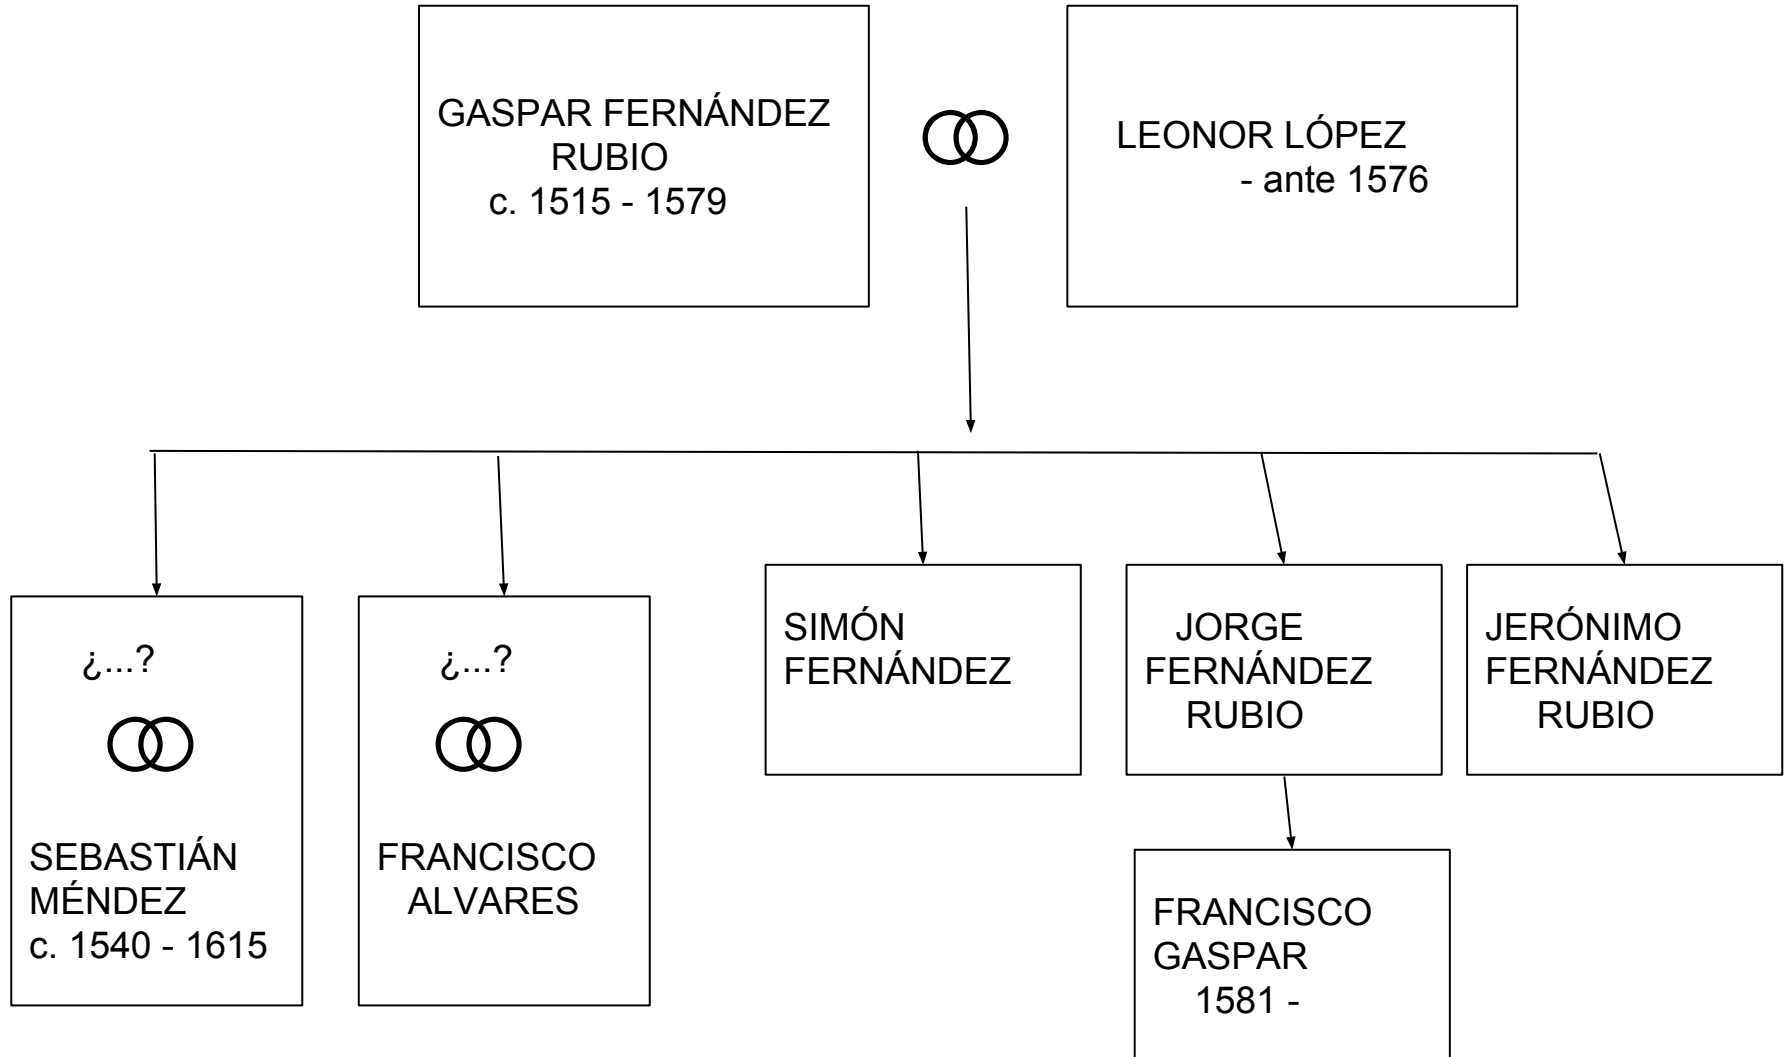 GASPAR FERNÁNDEZ
RUBIO
c. 1515 - 1579
LEONOR LÓPEZ
- ante 1576
¿...?
SEBASTIÁN
MÉNDEZ
c. 1540 - 1615
¿...?
FRANCISCO
ALVARES
SIMÓN
FERNÁNDEZ
JORGE
FERNÁNDEZ
RUBIO
JERÓNIMO
FERNÁNDEZ
RUBIO
FRANCISCO
GASPAR
1581 -